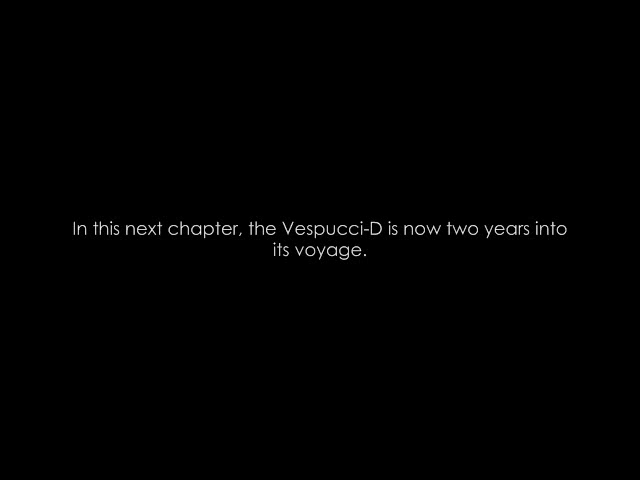 In this next chapter, the Vespucci-D is now two years into
its voyage.